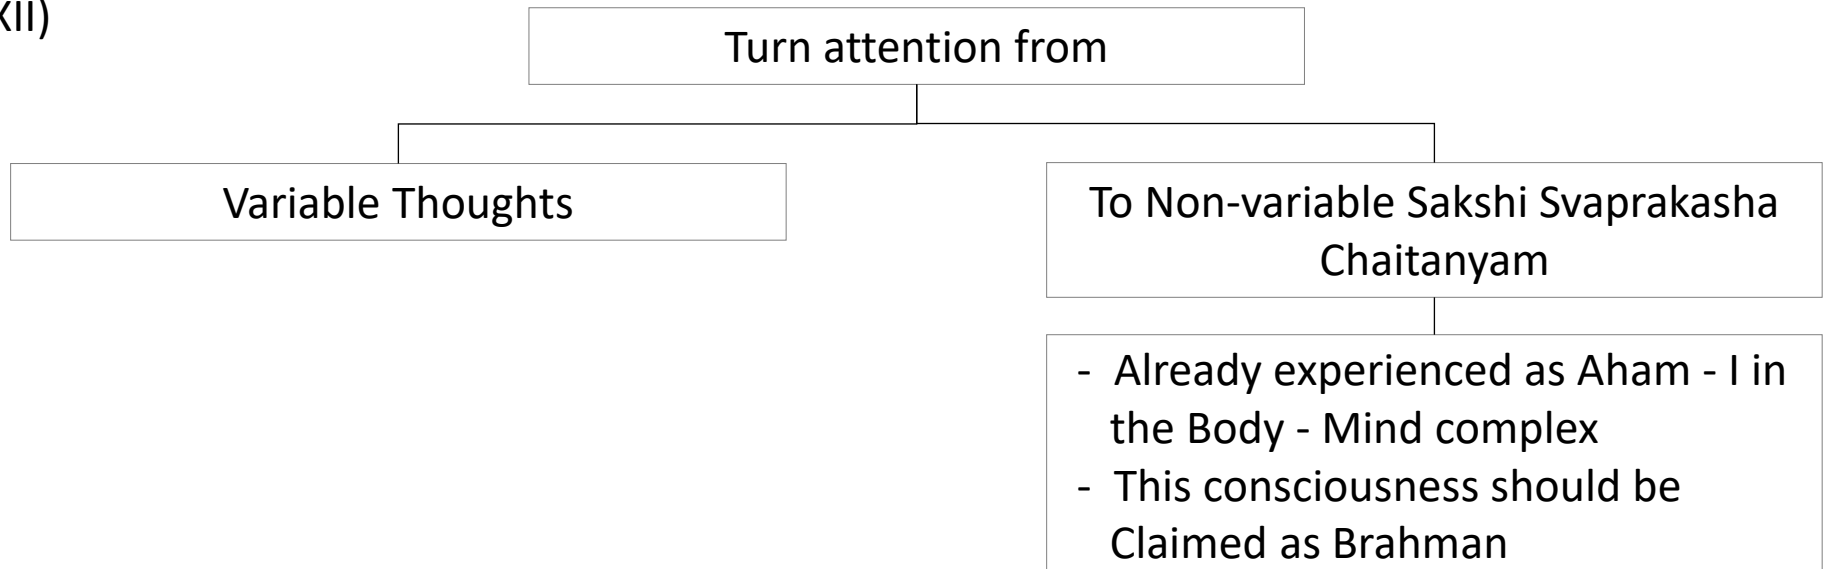 XII)
Turn attention from
Variable Thoughts
To Non-variable Sakshi Svaprakasha
Chaitanyam
- Already experienced as Aham - I in
the Body - Mind complex
- This consciousness should be
Claimed as Brahman